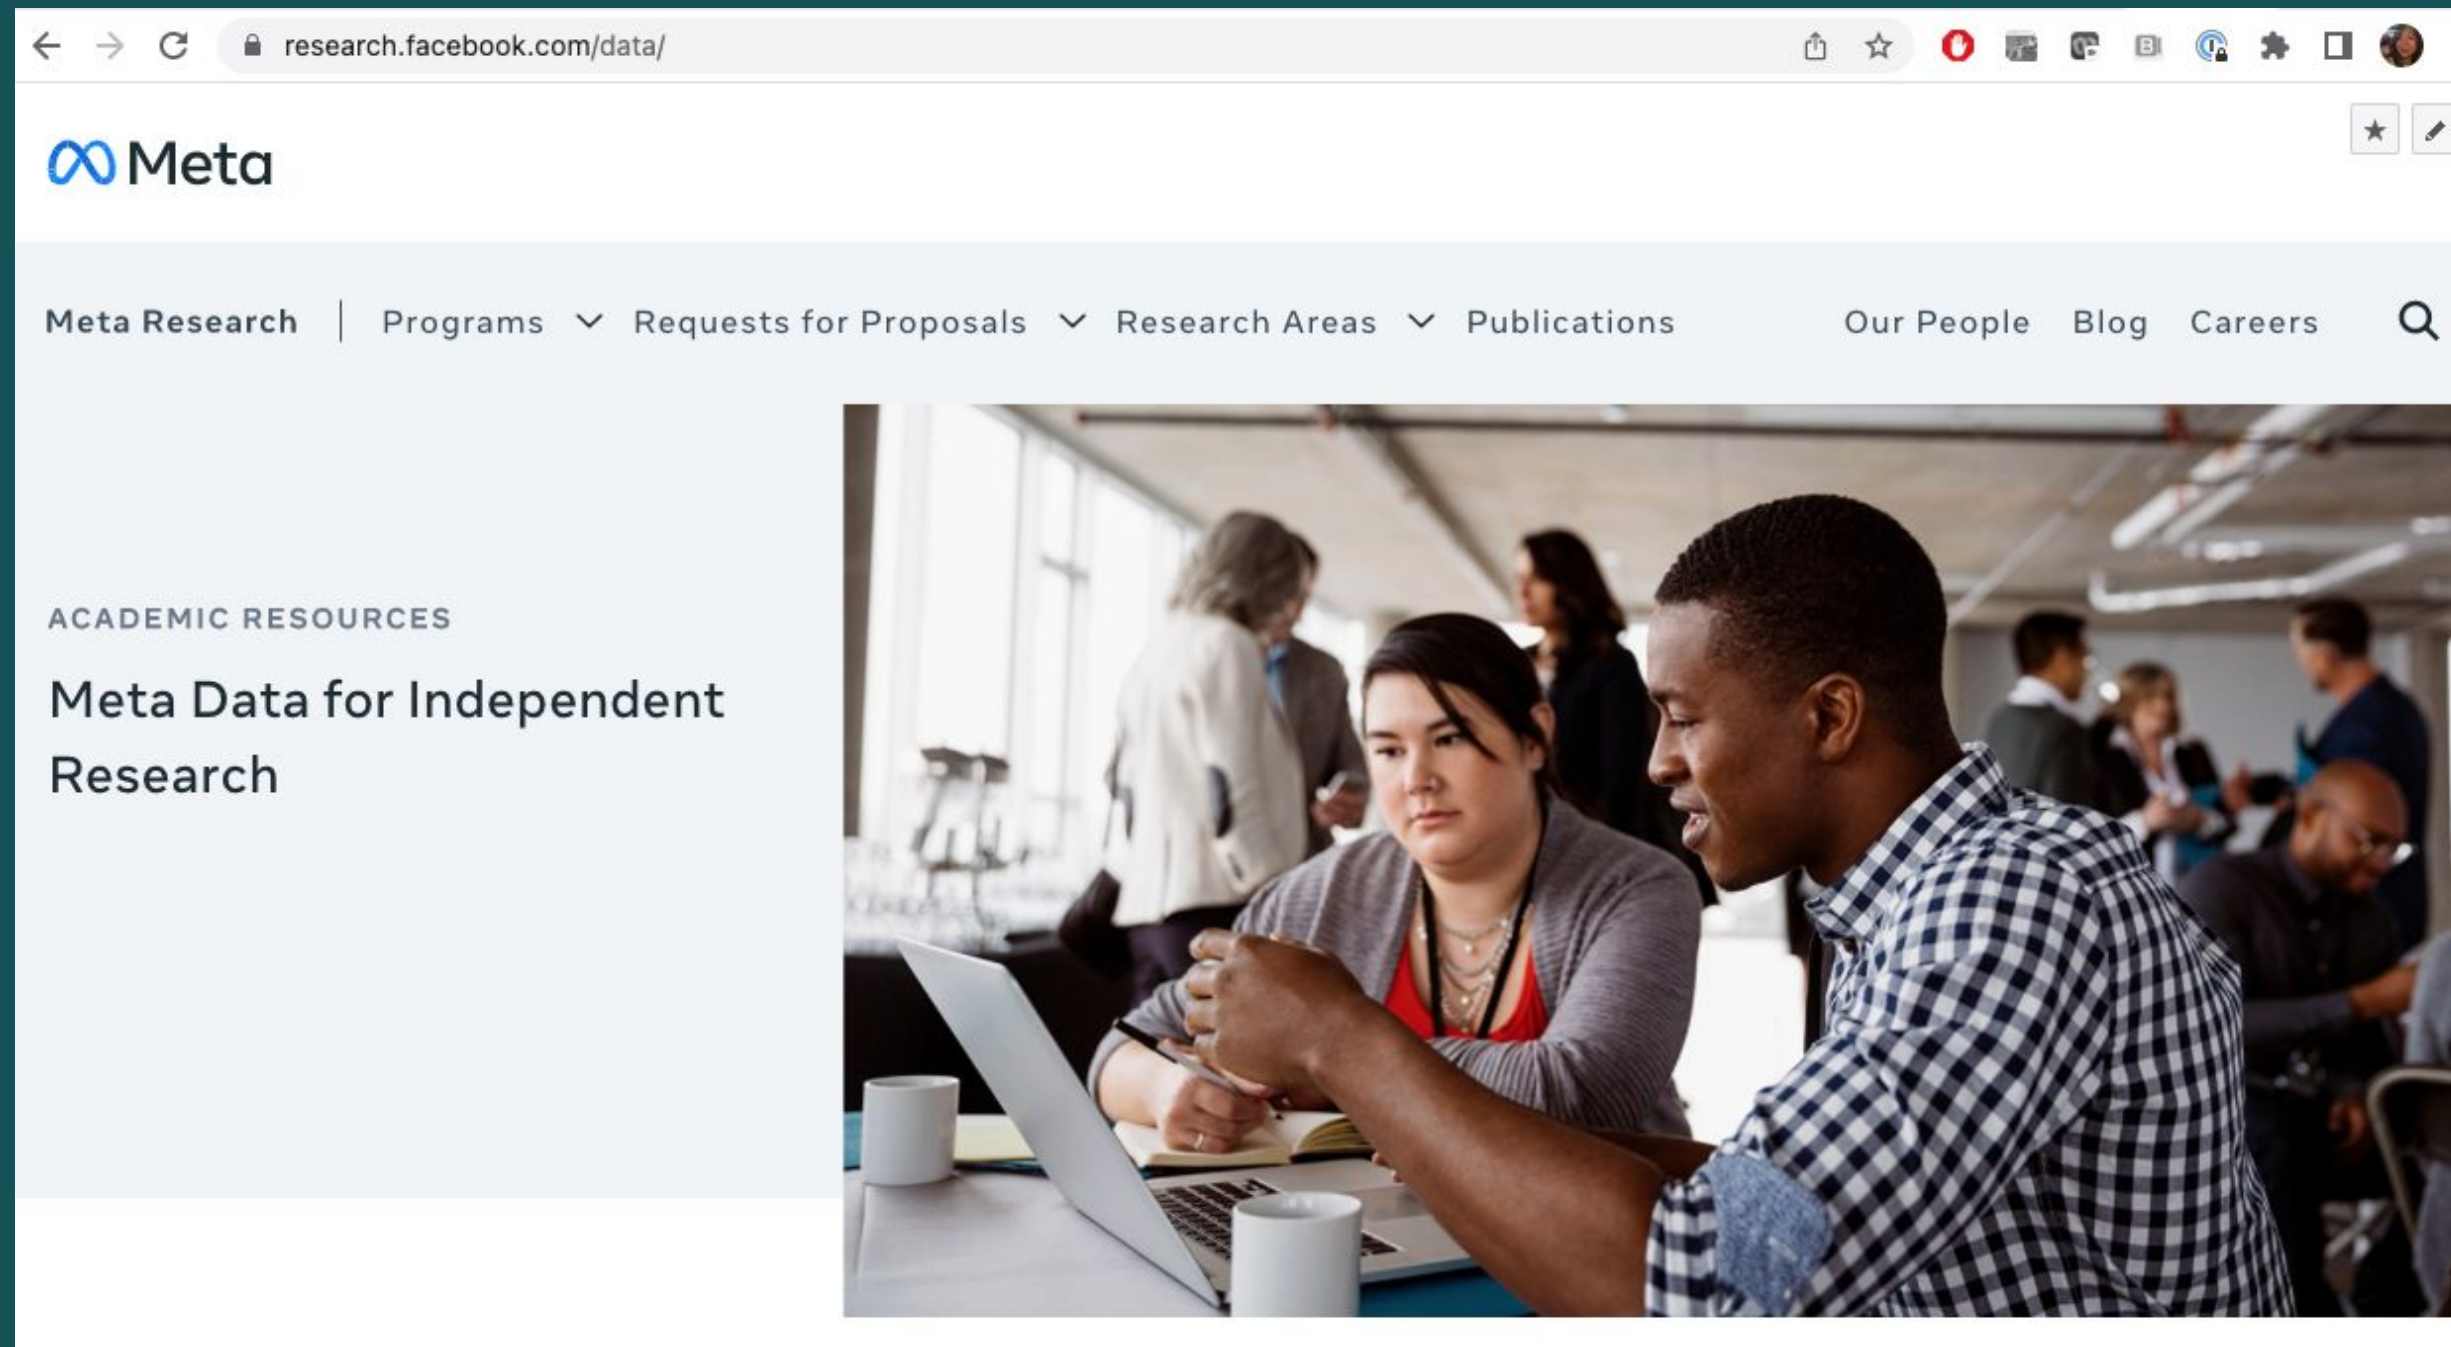 research.facebook.com/data/
Meta
Meta Research | Programs Requests for Proposals Research Areas Publications Our People Blog Careers
ACADEMIC RESOURCES
Meta Data for Independent
Research